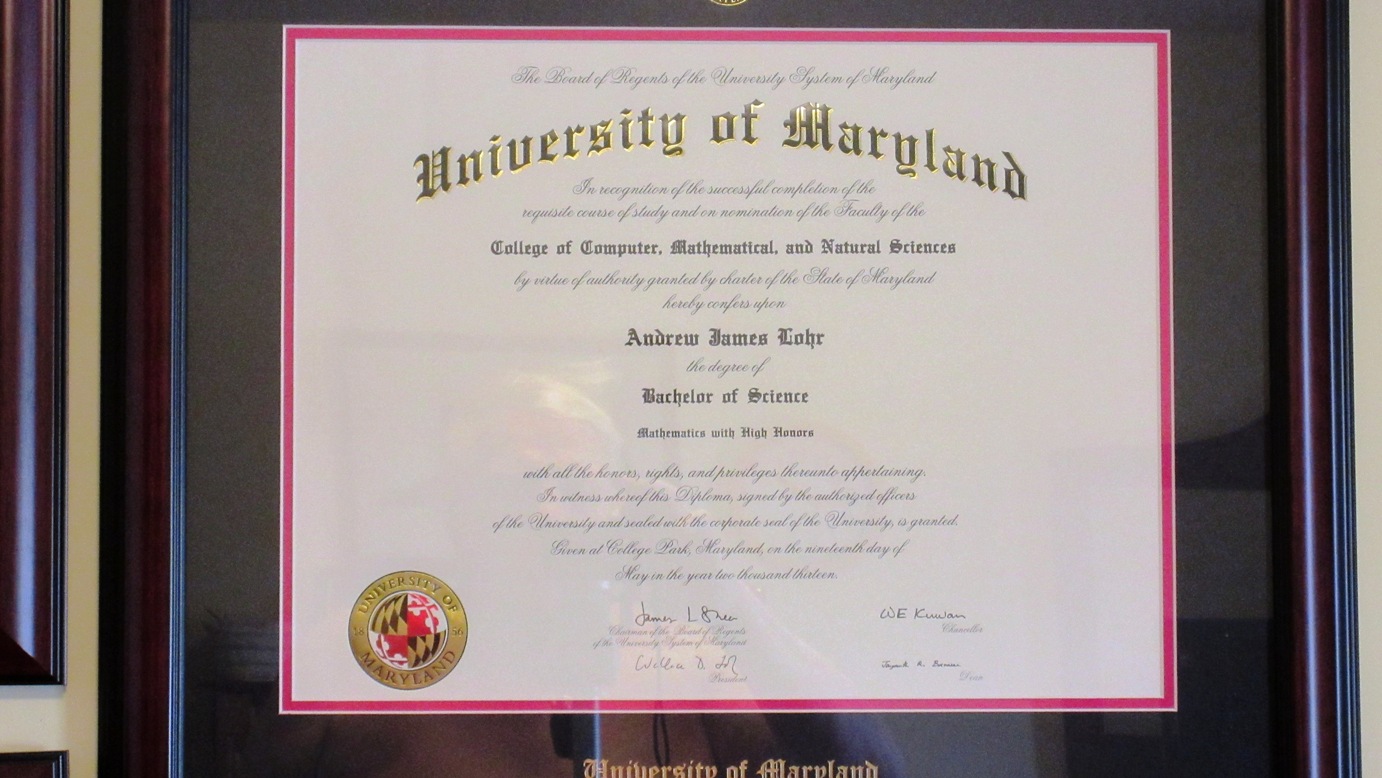 The Board of Regents of the University System of Maryland
University of Maryland
In recognition of the successful completion of the
requisite course of study and on nomination of the Faculty of the
College of Computer, Mathematical, and Natural Sciences
by virtue of authority granted by charter of the State of Maryland
hereby confers upon
Andrew James Lohr
the degree of
Bachelor of Science
Mathematics with High Honors
with all the honors, rights, and privileges thereunto appertaining.
In witness whereof this Diploma, signed by the authorized officers
of the University and sealed with the corporate seal of the University, is granted.
Given at College Park, Maryland, on the nineteenth day of
May in the year two thousand thirteen.
UNIVERSITY OF
18 56
MARYLAND
James L Shea
Chairman of the Board of Regents
of the University System of Maryland
WE Kirwan
Chancellor
Wallace D.
President
Dean
University of Maryland